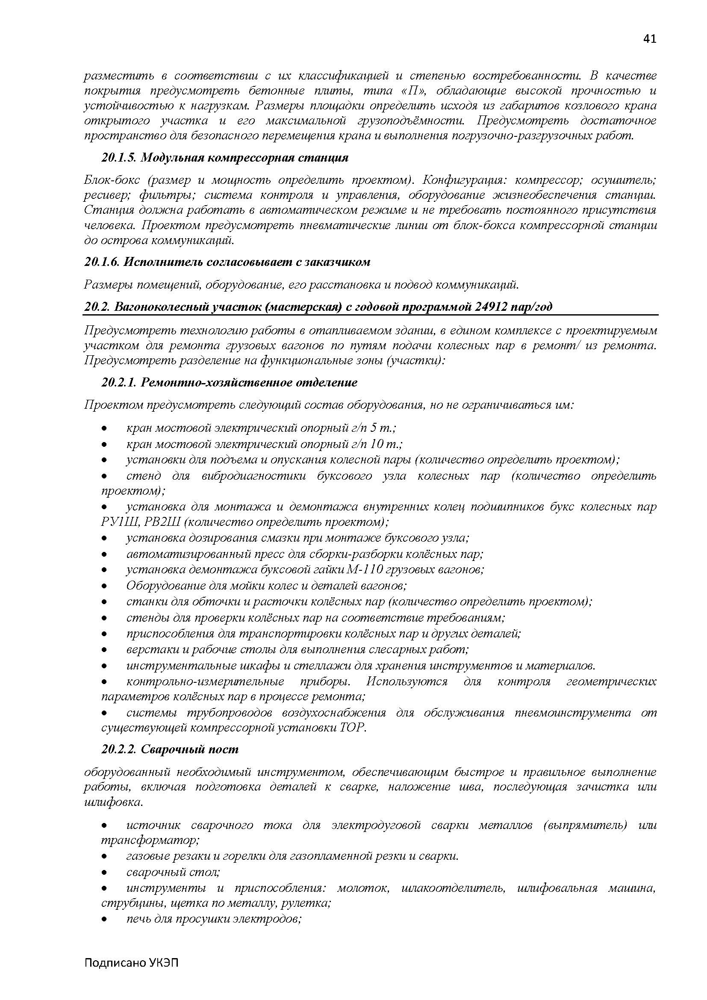 41
разместить в соответствии с их классификацией и степенью востребованности. В качестве
покрытия предусмотреть бетонные плиты, типа «П», обладающие высокой прочностью и
устойчивостью к нагрузкам. Размеры площадки определить исходя из габаритов козлового крана
открытого участка и его максимальной грузоподъёмности. Предусмотреть достаточное
пространство для безопасного перемещения крана и выполнения погрузочно-разгрузочных работ.
20.1.5. Модульная компрессорная станция
Блок-бокс (размер и мощность определить проектом). Конфигурация: компрессор; осушитель;
ресивер; фильтры; система контроля и управления, оборудование жизнеобеспечения станции.
Станция должна работать в автоматическом режиме и не требовать постоянного присутствия
человека. Проектом предусмотреть пневматические линии от блок-бокса компрессорной станции
до острова коммуникаций.
20.1.6. Исполнитель согласовывает с заказчиком
Размеры помещений, оборудование, его расстановка и подвод коммуникаций.
20.2. Вагоноколесный участок (мастерская) с годовой программой 24912 пар/год
Предусмотреть технологию работы в отапливаемом здании, в едином комплексе с проектируемым
участком для ремонта грузовых вагонов по путям подачи колесных пар в ремонт/ из ремонта.
Предусмотреть разделение на функциональные зоны (участки):
20.2.1. Ремонтно-хозяйственное отделение
Проектом предусмотреть следующий состав оборудования, но не ограничиваться им:
• кран мостовой электрический опорный г/п 5 т.;
• кран мостовой электрический опорный г/п 10 т.;
• установки для подъема и опускания колесной пары (количество определить проектом);
• стенд для вибродиагностики буксового узла колесных пар (количество определить
проектом);
• установка для монтажа и демонтажа внутренних колец подшипников букс колесных пар
РУ1Ш, РВ2Ш (количество определить проектом);
• установка дозирования смазки при монтаже буксового узла;
• автоматизированный пресс для сборки-разборки колёсных пар;
• установка демонтажа буксовой гайки М-110 грузовых вагонов;
• Оборудование для мойки колес и деталей вагонов;
• станки для обточки и расточки колёсных пар (количество определить проектом);
• стенды для проверки колёсных пар на соответствие требованиям;
• приспособления для транспортировки колёсных пар и других деталей;
• верстаки и рабочие столы для выполнения слесарных работ;
• инструментальные шкафы и стеллажи для хранения инструментов и материалов.
• контрольно-измерительные приборы. Используются для контроля геометрических
параметров колёсных пар в процессе ремонта;
• системы трубопроводов воздухоснабжения для обслуживания пневмоинструмента от
существующей компрессорной установки ТОР.
20.2.2. Сварочный пост
оборудованный необходимый инструментом, обеспечивающим быстрое и правильное выполнение
работы, включая подготовка деталей к сварке, наложение шва, последующая зачистка или
шлифовка.
• источник сварочного тока для электродуговой сварки металлов (выпрямитель) или
трансформатор;
• газовые резаки и горелки для газопламенной резки и сварки.
• сварочный стол;
• инструменты и приспособления: молоток, шлакоотделитель, шлифовальная машина,
струбцины, щетка по металлу, рулетка;
• печь для просушки электродов;
Подписано УКЭП